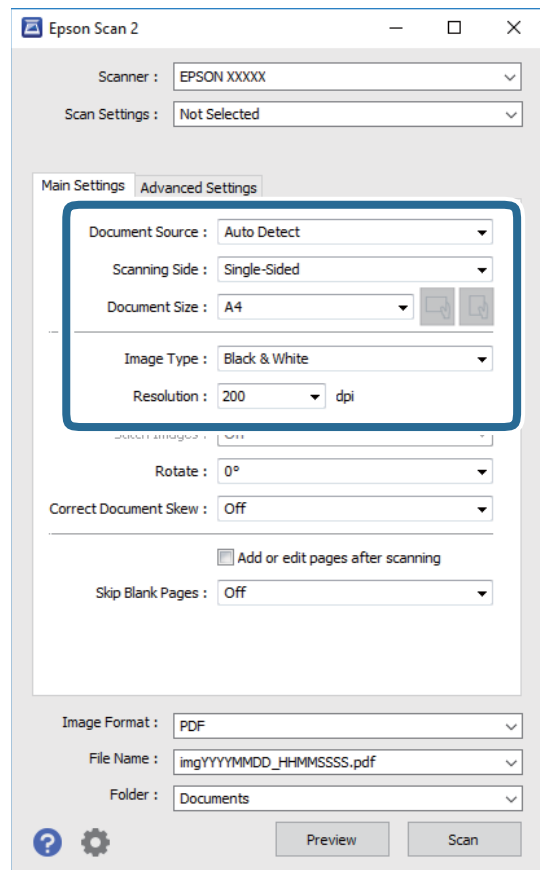 Epson Scan 2
Scanner : EPSON XXXXX
Scan Settings : Not Selected
Main Settings Advanced Settings
Document Source : Auto Detect
Scanning Side : Single-Sided
Document Size : A4
Image Type : Black & White
Resolution : 200 dpi
Stitch Images : Off
Rotate : 0°
Correct Document Skew : Off
Add or edit pages after scanning
Skip Blank Pages : Off
Image Format : PDF
File Name : imgYYYYMMDD_HHMMSSSS.pdf
Folder : Documents
? Preview Scan